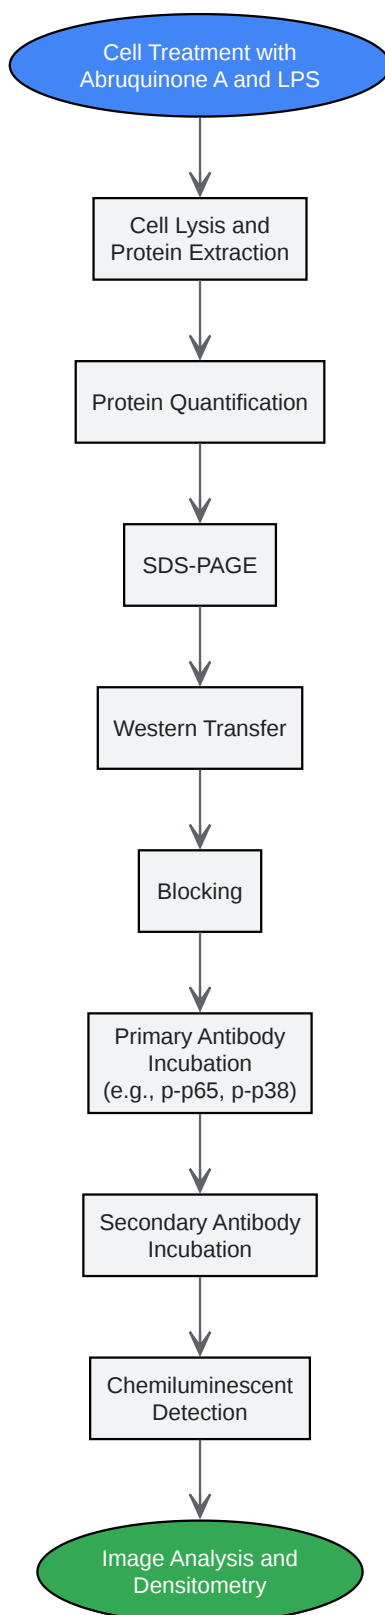 Cell Treatment with
Abruquinone A and LPS
Cell Lysis and
Protein Extraction
Protein Quantification
SDS-PAGE
Western Transfer
Blocking
Primary Antibody
Incubation
(e.g., p-p65, p-p38)
Secondary Antibody
Incubation
Chemiluminescent
Detection
Image Analysis and
Densitometry